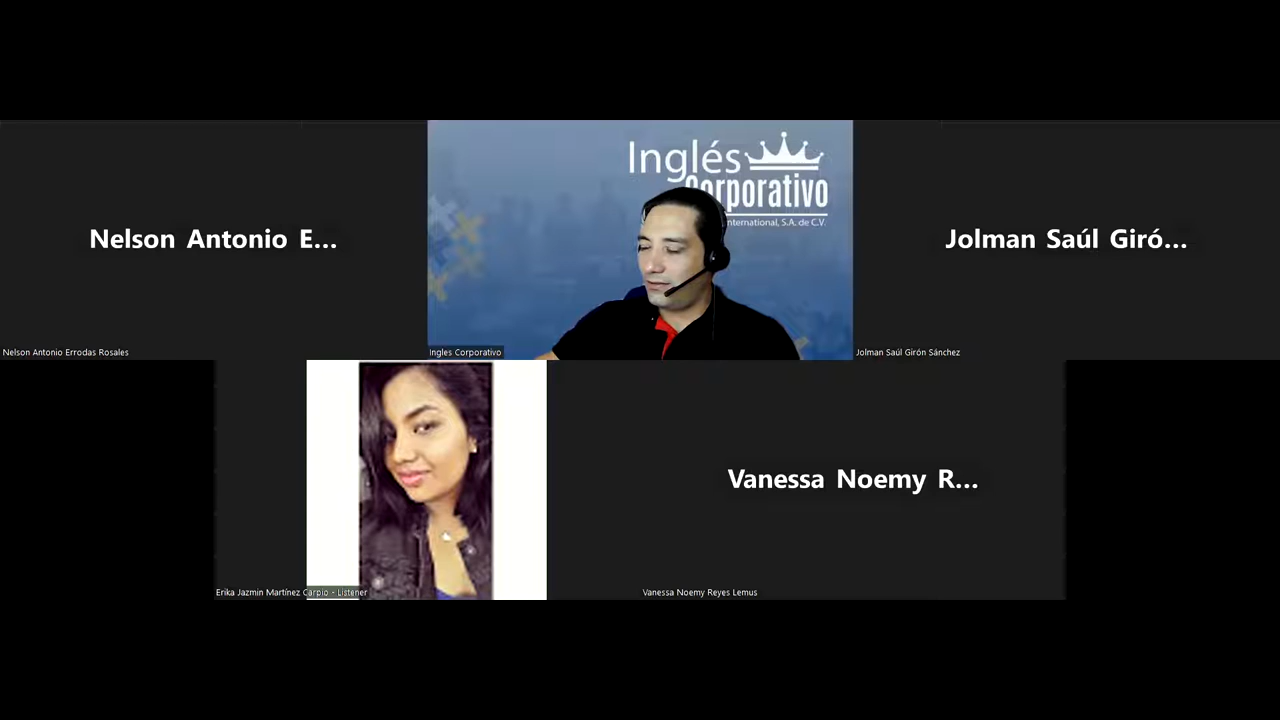 Inglés
Corporativo
International, S.A. de C.V.
Nelson Antonio E...
Jolman Saúl Giró...
Nelson Antonio Errodas Rosales
Ingles Corporativo
Jolman Saúl Girón Sánchez
Vanessa Noemy R...
Erika Jazmin Martínez Carpio - Listener
Vanessa Noemy Reyes Lemus